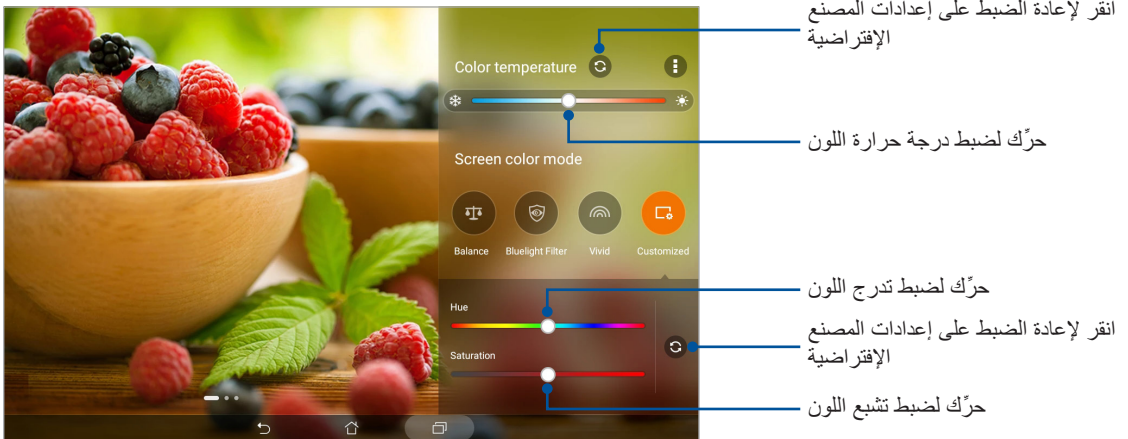 انقر لإعادة الضبط على إعدادات المصنع
الإفتراضية
Color temperature
حرِّك لضبط درجة حرارة اللون
Screen color mode
Balance Bluelight Filter Vivid Customized
حرِّك لضبط تدرج اللون
Hue
انقر لإعادة الضبط على إعدادات المصنع
الإفتراضية
Saturation
حرِّك لضبط تشبع اللون